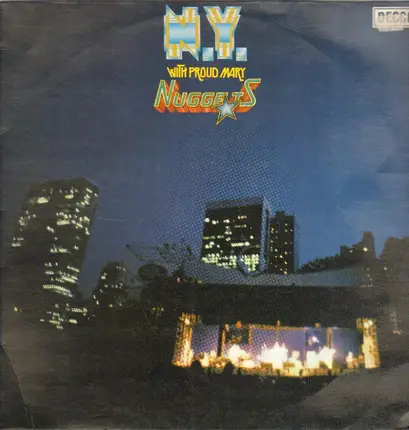 N.Y.
DECCA
WITH PROUD MARY
NUGGETS